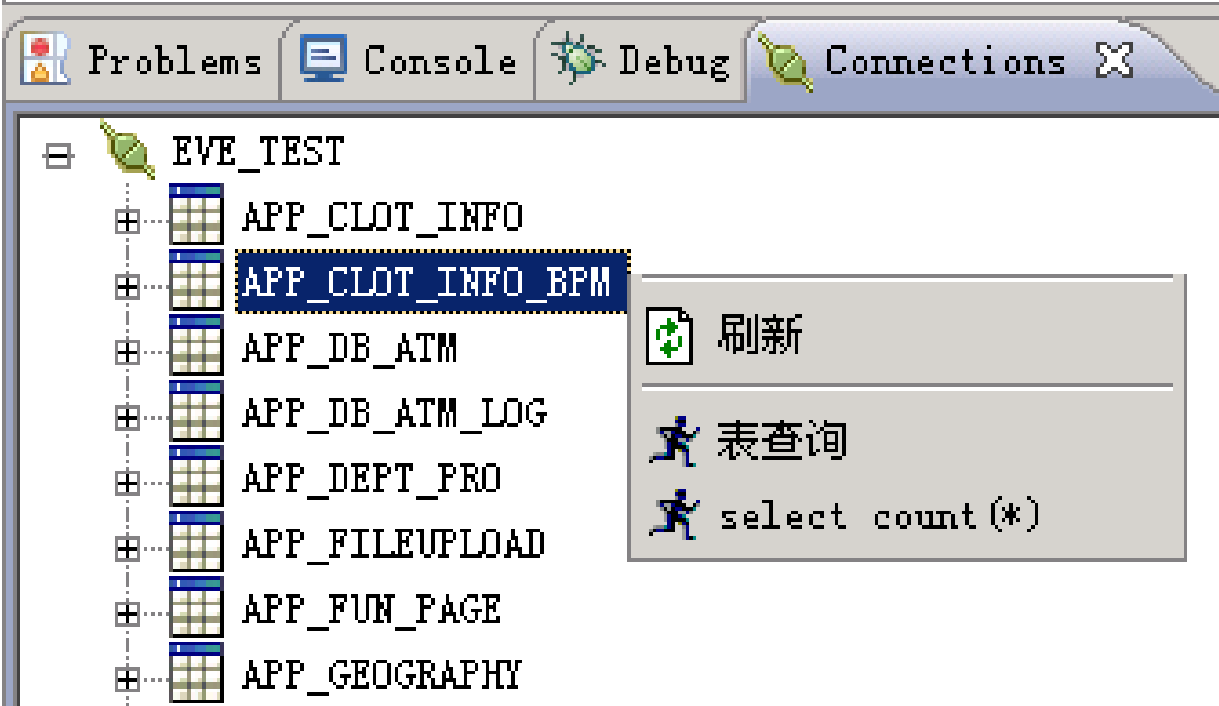 Problems Console Debug Connections
EVE_TEST
APP_CLOT_INFO
APP_CLOT_INFO_BPM
APP_DB_ATM
APP_DB_ATM_LOG
APP_DEPT_PRO
APP_FILEUPLOAD
APP_FUN_PAGE
APP_GEOGRAPHY
刷新
表查询
select count(*)